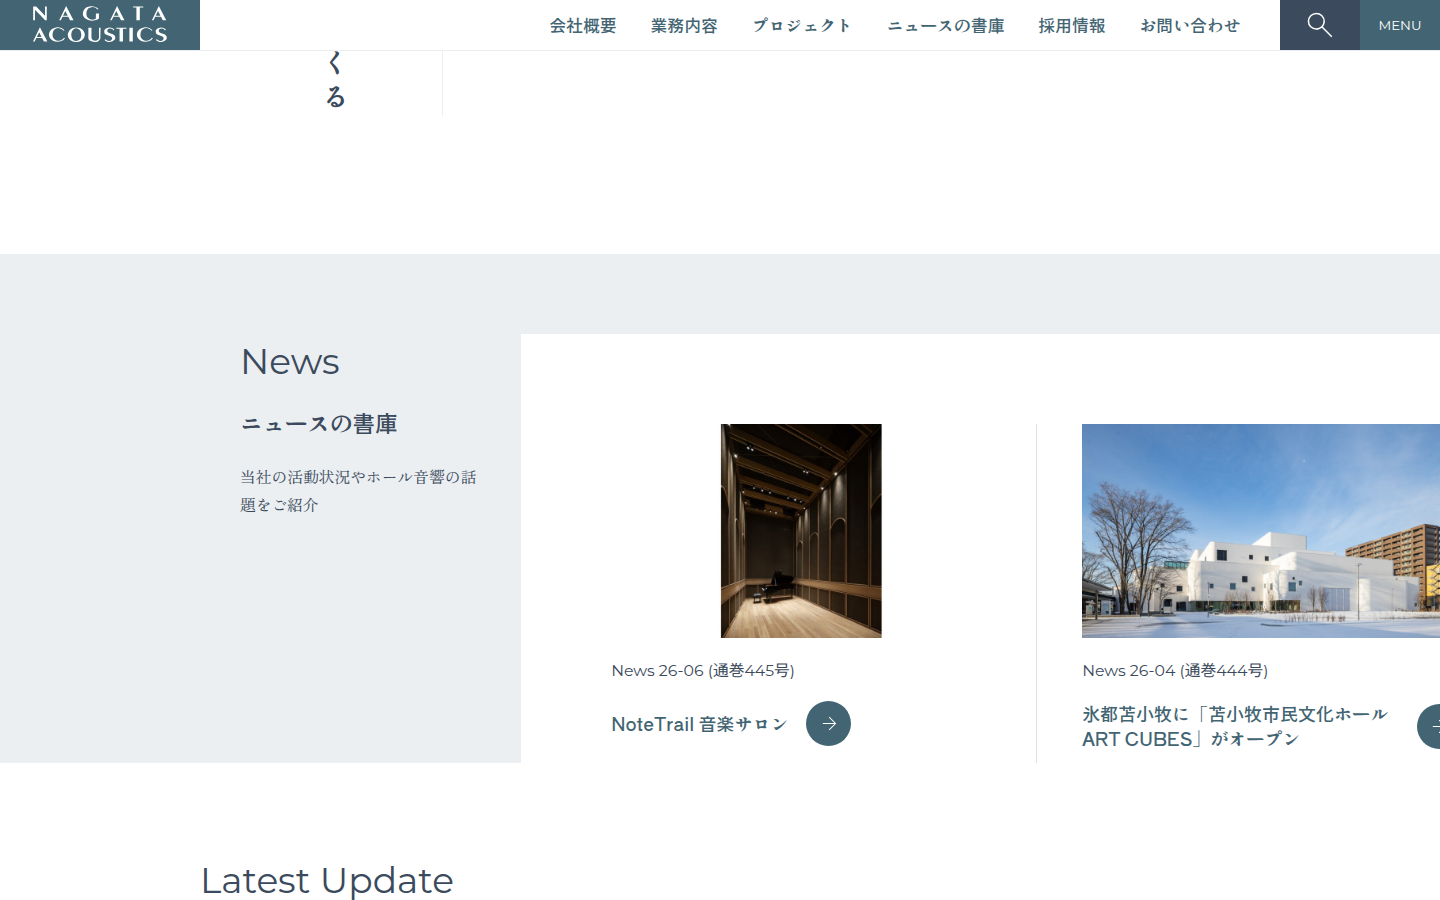 NAGATA
ACOUSTICS
会社概要
業務内容
プロジェクト
ニュースの書庫
採用情報
お問い合わせ
MENU
くる
News
ニュースの書庫
当社の活動状況やホール音響の話
題をご紹介
News 26-06 (通巻445号)
NoteTrail 音楽サロン
News 26-04 (通巻444号)
氷都苫小牧に「苫小牧市民文化ホール
ART CUBES」がオープン
Latest Update